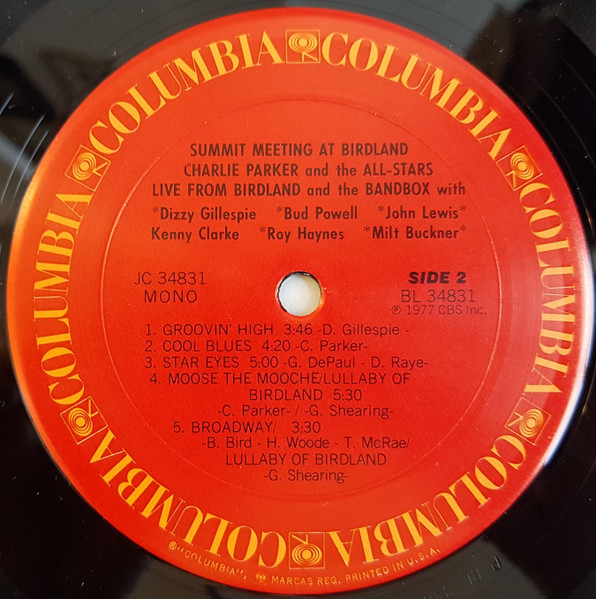 COLUMBIA COLUMBIA COLUMBIA COLUMBIA COLUMBIA COLUMBIA
SUMMIT MEETING AT BIRDLAND
CHARLIE PARKER and the ALL-STARS
LIVE FROM BIRDLAND and the BANDBOX with
*Dizzy Gillespie *Bud Powell *John Lewis*
Kenny Clarke *Roy Haynes *Milt Buckner*
JC 34831
MONO
SIDE 2
BL 34831
℗ 1977 CBS Inc.
1. GROOVIN' HIGH 3:46 -D. Gillespie-
2. COOL BLUES 4:20 -C. Parker-
3. STAR EYES 5:00 -G. DePaul - D. Raye-
4. MOOSE THE MOOCHE/LULLABY OF
BIRDLAND 5:30
-C. Parker- / -G. Shearing-
5. BROADWAY/ 3:30
-B. Bird - H. Woode - T. McRae/
LULLABY OF BIRDLAND
-G. Shearing-
®"COLUMBIA", MARCAS REG. PRINTED IN U.S.A.